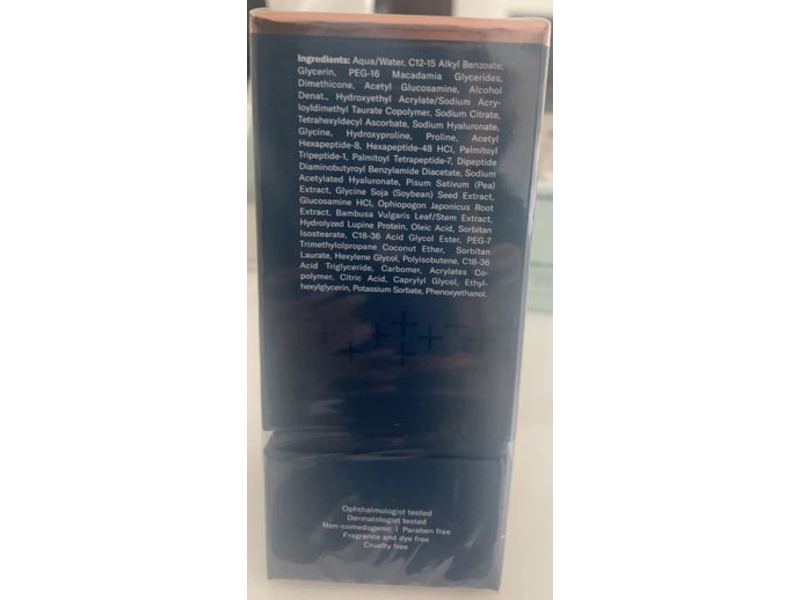 Ingredients: Aqua/Water, C12-15 Alkyl Benzoate,
Glycerin, PEG-16 Macadamia Glycerides,
Dimethicone, Acetyl Glucosamine, Alcohol
Denat., Hydroxyethyl Acrylate/Sodium Acry-
loyldimethyl Taurate Copolymer, Sodium Citrate,
Tetrahexyldecyl Ascorbate, Sodium Hyaluronate,
Glycine, Hydroxyproline, Proline, Acetyl
Hexapeptide-8, Hexapeptide-48 HCl, Palmitoyl
Tripeptide-1, Palmitoyl Tetrapeptide-7, Dipeptide
Diaminobutyroyl Benzylamide Diacetate, Sodium
Acetylated Hyaluronate, Pisum Sativum (Pea)
Extract, Glycine Soja (Soybean) Seed Extract,
Glucosamine HCl, Ophiopogon Japonicus Root
Extract, Bambusa Vulgaris Leaf/Stem Extract,
Hydrolyzed Lupine Protein, Oleic Acid, Sorbitan
Isostearate, C18-36 Acid Glycol Ester, PEG-7
Trimethylolpropane Coconut Ether, Sorbitan
Laurate, Hexylene Glycol, Polyisobutene, C18-36
Acid Triglyceride, Carbomer, Acrylates Co-
polymer, Citric Acid, Caprylyl Glycol, Ethyl-
hexylglycerin, Potassium Sorbate, Phenoxyethanol.
Ophthalmologist tested
Dermatologist tested
Non-comedogenic | Paraben free
Fragrance and dye free
Cruelty free